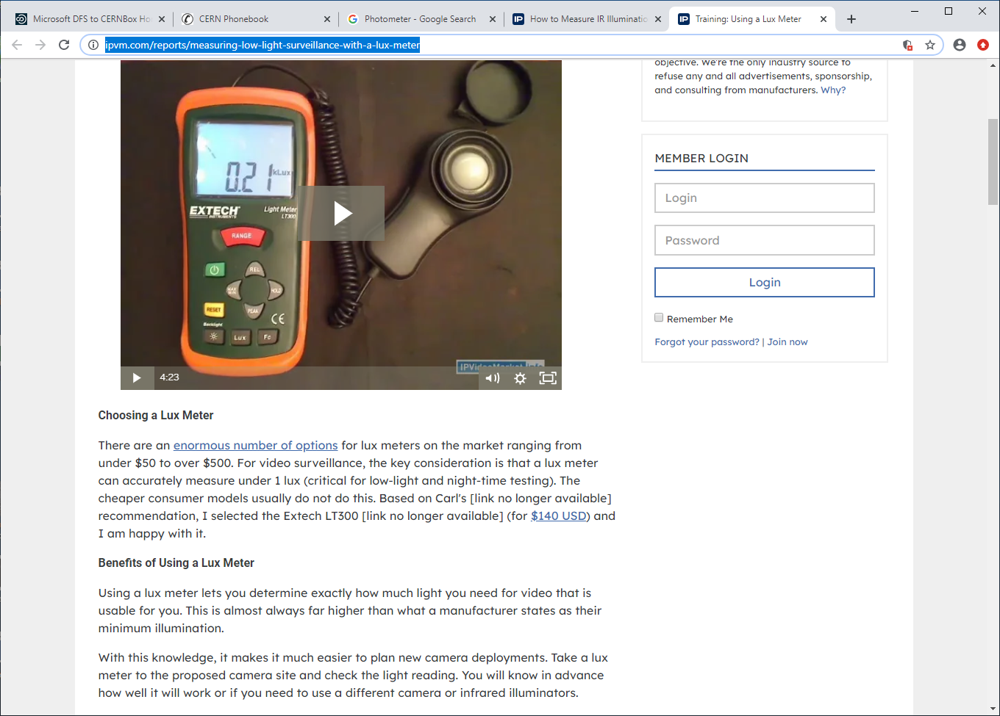 Microsoft DFS to CERNBox Ho
CERN Phonebook
Photometer - Google Search
How to Measure IR Illuminatio
Training: Using a Lux Meter
ipvm.com/reports/measuring-low-light-surveillance-with-a-lux-meter
objective. We're the only industry source to
refuse any and all advertisements, sponsorship,
and consulting from manufacturers. Why?
0.21 kLux
EXTECH
INSTRUMENTS
Light Meter
LT300
RANGE
REL
MAX
MIN
HOLD
RESET
PEAK
Backlight
CE
Lux
Fc
IPVideoMarket.info
4:23
MEMBER LOGIN
Login
Password
Login
Remember Me
Forgot your password? | Join now
Choosing a Lux Meter
There are an enormous number of options for lux meters on the market ranging from
under $50 to over $500. For video surveillance, the key consideration is that a lux meter
can accurately measure under 1 lux (critical for low-light and night-time testing). The
cheaper consumer models usually do not do this. Based on Carl's [link no longer available]
recommendation, I selected the Extech LT300 [link no longer available] (for $140 USD) and
I am happy with it.
Benefits of Using a Lux Meter
Using a lux meter lets you determine exactly how much light you need for video that is
usable for you. This is almost always far higher than what a manufacturer states as their
minimum illumination.
With this knowledge, it makes it much easier to plan new camera deployments. Take a lux
meter to the proposed camera site and check the light reading. You will know in advance
how well it will work or if you need to use a different camera or infrared illuminators.